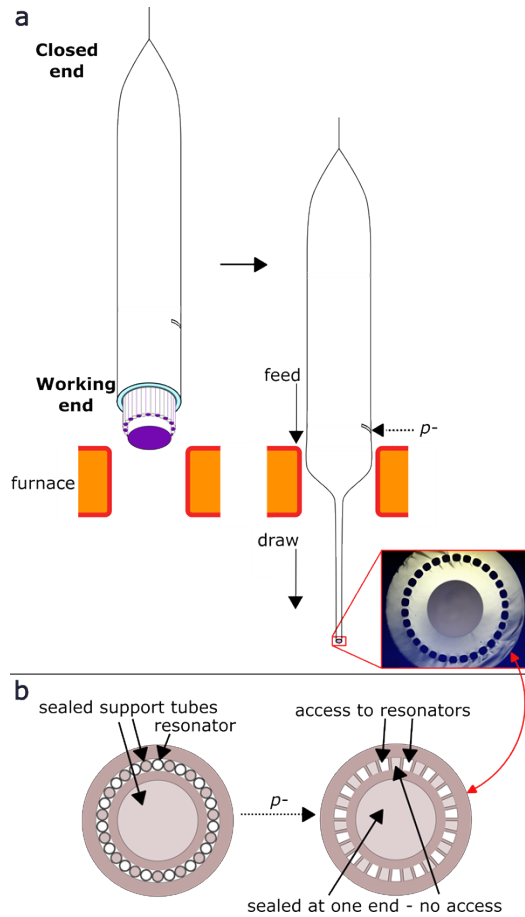 a
Closed
end
Working
end
furnace
feed
p-
draw
b
sealed support tubes
resonator
access to resonators
p-
sealed at one end - no access